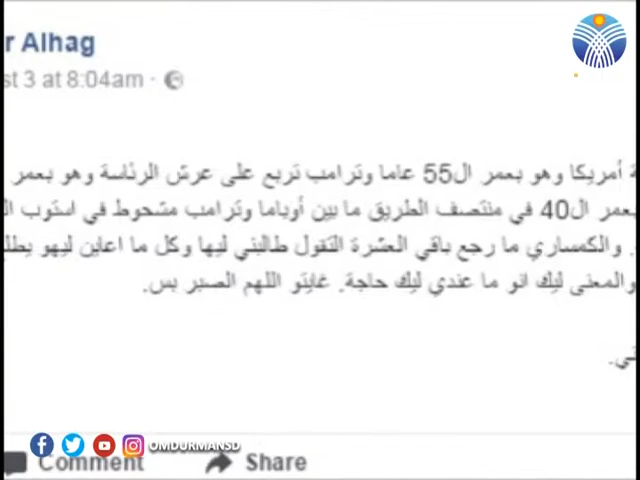 r Alhag
st 3 at 8:04am ·
أمريكا وهو بعمر ال55 عاما وترامب تربع على عرش الرئاسة وهو بعمر
عمر ال40 في منتصف الطريق ما بين أوباما وترامب مشحوط في استوب
والكمساري ما رجع باقي العشرة التقول طالبني ليها وكل ما اعاين ليهو
والمعنى ليك انو ما عندي ليك حاجة. غايتو اللهم الصبر بس.
OMDURMANSD
Comment Share